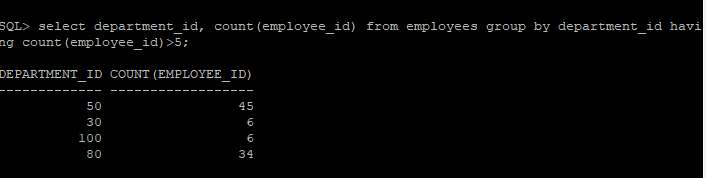 SQL> select department_id, count(employee_id) from employees group by department_id havi
ng count(employee_id)>5;
DEPARTMENT_ID COUNT(EMPLOYEE_ID)
------------- ------------------
50 45
30 6
100 6
80 34